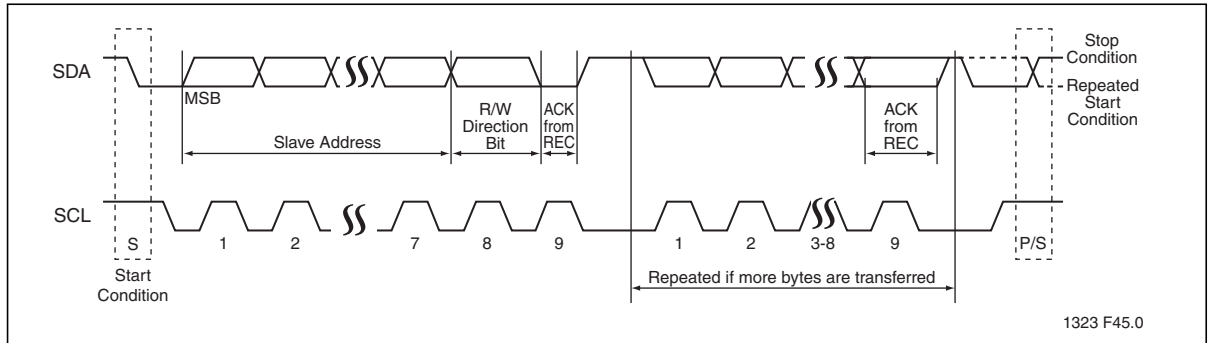 SDA
MSB
Slave Address
R/W
Direction
Bit
ACK
from
REC
ACK
from
REC
Stop
Condition
Repeated
Start
Condition
SCL
S
1
2
7
8
9
1
2
3-8
9
P/S
Start
Condition
Repeated if more bytes are transferred
1323 F45.0